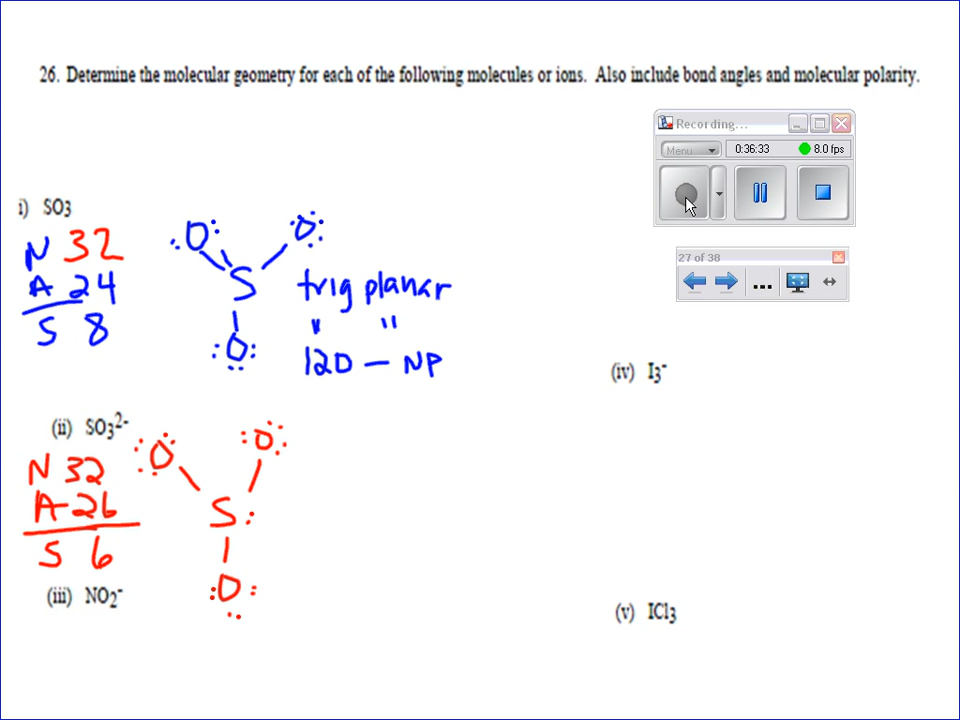 26. Determine the molecular geometry for each of the following molecules or ions. Also include bond angles and molecular polarity.
Recording...
Menu
0:36:33
8.0 fps
27 of 38
...
i) SO3
N 32
A 24
S 8
O
O
S
O
trig planar
" "
120 – NP
(iv) I3-
(ii) SO3 2-
N 32
A 26
S 6
O
O
S
O
(iii) NO2-
(v) ICl3